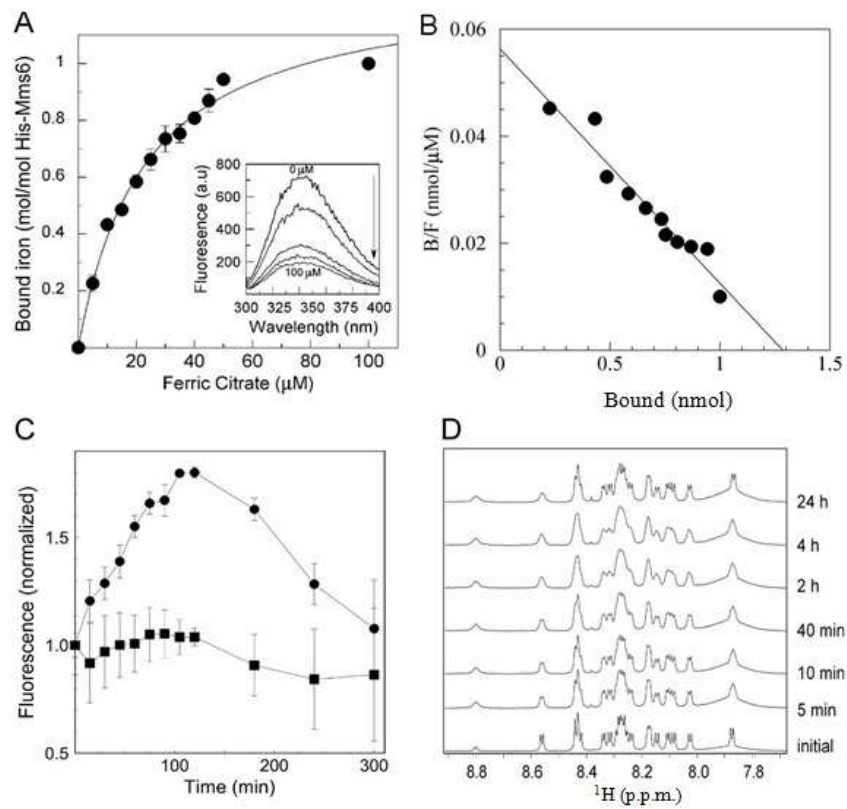 A
Bound iron (mol/mol His-Mms6)
1
0.8
0.6
0.4
0.2
0
20
40
60
80
100
Ferric Citrate (μM)
Fluoresence (a.u)
800
600
400
200
0 μM
100 μM
300
325
350
375
400
Wavelength (nm)
B
B/F (nmol/μM)
0.06
0.04
0.02
0
0
0.5
1
1.5
Bound (nmol)
C
Fluorescence (normalized)
1.5
1.0
0.5
0
100
200
300
Time (min)
D
24 h
4 h
2 h
40 min
10 min
5 min
initial
8.8
8.6
8.4
8.2
8.0
7.8
1H (p.p.m.)